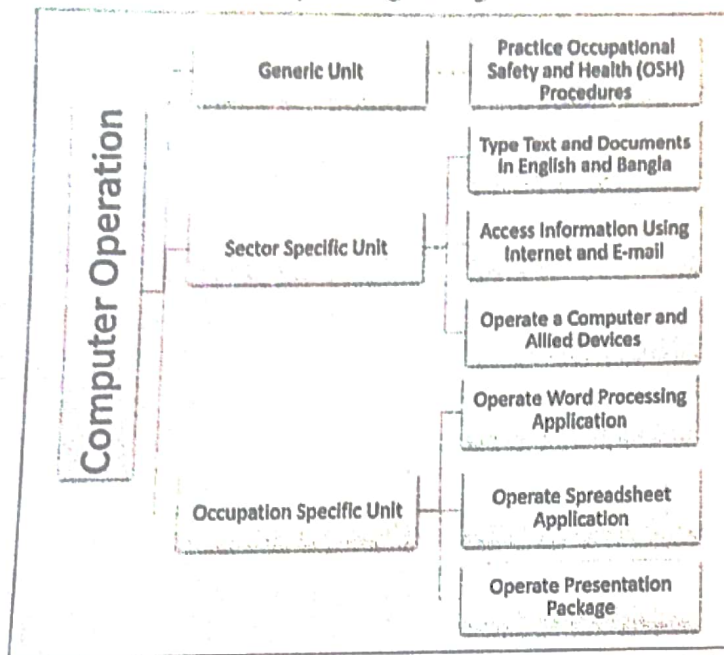 Computer Operation
Generic Unit
Practice Occupational
Safety and Health (OSH)
Procedures
Sector Specific Unit
Type Text and Documents
in English and Bangla
Access Information Using
Internet and E-mail
Operate a Computer and
Allied Devices
Occupation Specific Unit
Operate Word Processing
Application
Operate Spreadsheet
Application
Operate Presentation
Package